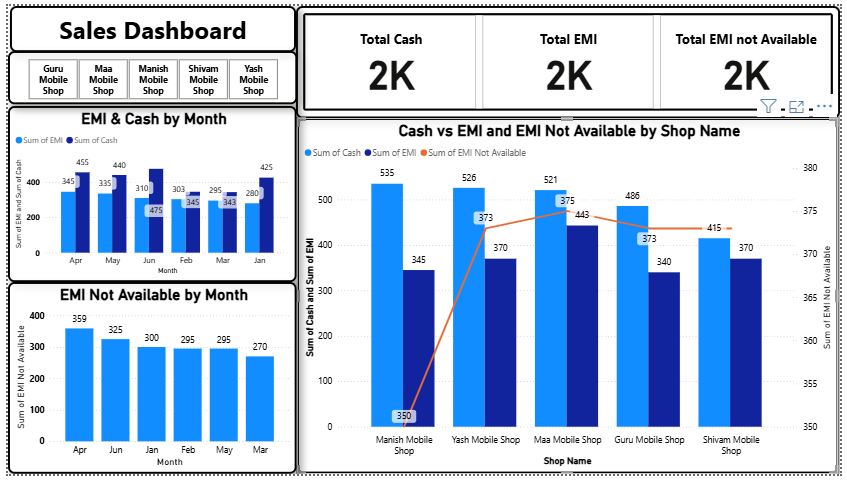 Sales Dashboard
Guru Mobile Shop
Maa Mobile Shop
Manish Mobile Shop
Shivam Mobile Shop
Yash Mobile Shop
Total Cash
2K
Total EMI
2K
Total EMI not Available
2K
EMI & Cash by Month
Sum of EMI Sum of Cash
Sum of EMI and Sum of Cash
400
200
0
345 455
335 440
310 475
303 345
295 343
280 425
Apr May Jun Feb Mar Jan
Month
EMI Not Available by Month
Sum of EMI Not Available
400
300
200
100
0
359 325 300 295 295 270
Apr Jun Jan Feb May Mar
Month
Cash vs EMI and EMI Not Available by Shop Name
Sum of Cash Sum of EMI Sum of EMI Not Available
Sum of Cash and Sum of EMI
500
400
300
200
100
0
535 345 350
526 373 370
521 375 443
486 373 340
415 370
380
375
370
365
360
355
350
Sum of EMI Not Available
Manish Mobile Shop
Yash Mobile Shop
Maa Mobile Shop
Guru Mobile Shop
Shivam Mobile Shop
Shop Name